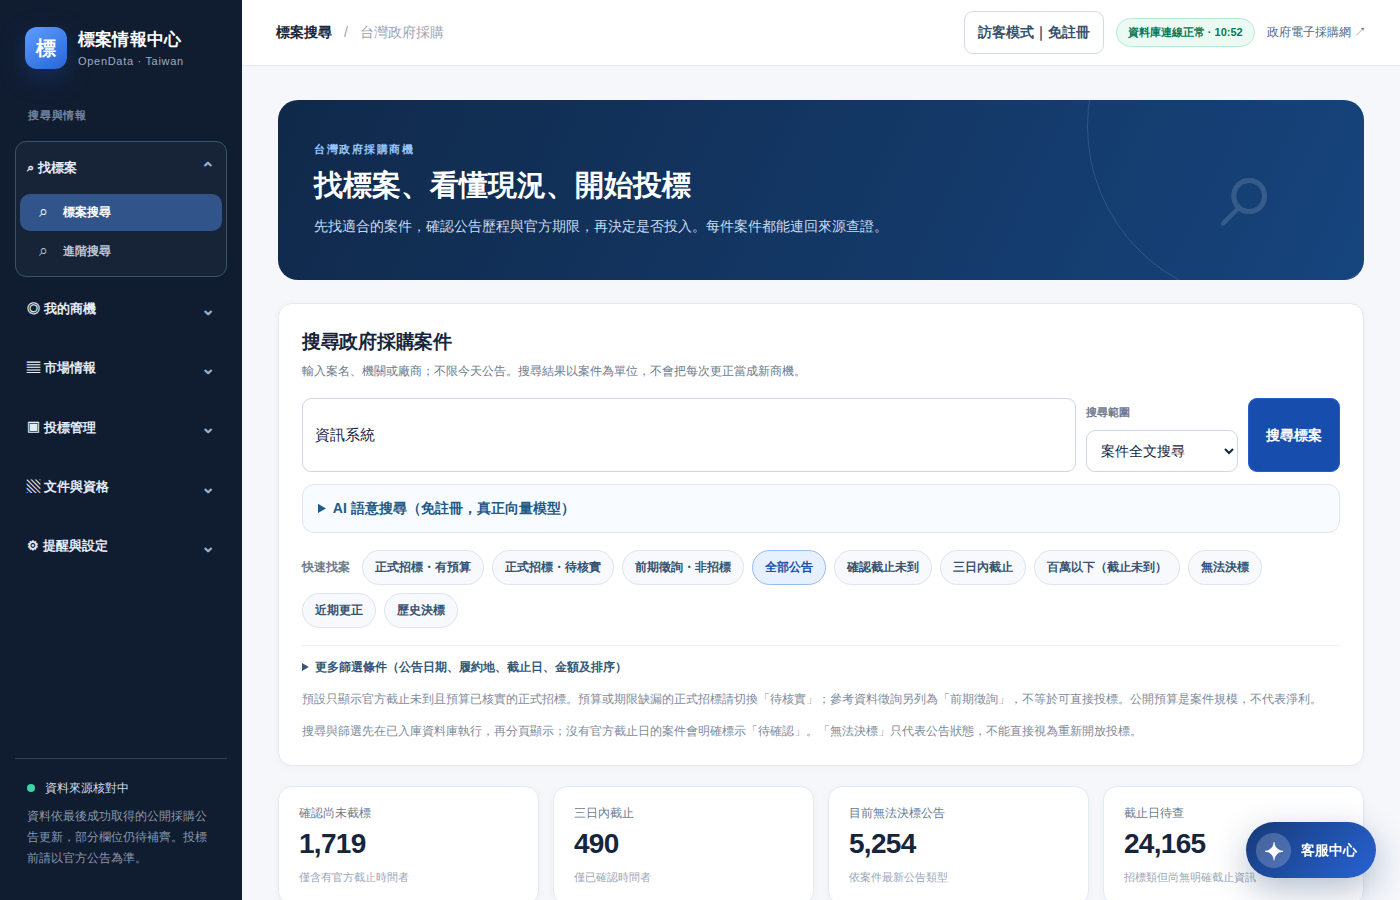 標
標案情報中心
OpenData · Taiwan
搜尋與情報
找標案
標案搜尋
進階搜尋
我的商機
市場情報
投標管理
文件與資格
提醒與設定
資料來源核對中
資料依最後成功取得的公開採購公
告更新，部分欄位仍待補齊。投標
前請以官方公告為準。
標案搜尋 / 台灣政府採購
訪客模式｜免註冊
資料庫連線正常 · 10:52
政府電子採購網 ↗
台灣政府採購商機
找標案、看懂現況、開始投標
先找適合的案件，確認公告歷程與官方期限，再決定是否投入。每件案件都能連回來源查證。
搜尋政府採購案件
輸入案名、機關或廠商；不限今天公告。搜尋結果以案件為單位，不會把每次更正當成新商機。
資訊系統
搜尋範圍
案件全文搜尋
搜尋標案
AI 語意搜尋（免註冊，真正向量模型）
快速找案 正式招標・有預算 正式招標・待核實 前期徵詢・非招標 全部公告 確認截止未到 三日內截止 百萬以下（截止未到） 無法決標
近期更正 歷史決標
更多篩選條件（公告日期、履約地、截止日、金額及排序）
預設只顯示官方截止未到且預算已核實的正式招標。預算或期限缺漏的正式招標請切換「待核實」；參考資料徵詢另列為「前期徵詢」，不等於可直接投標。公開預算是案件規模，不代表淨利。
搜尋與篩選先在已入庫資料庫執行，再分頁顯示；沒有官方截止日的案件會明確標示「待確認」。「無法決標」只代表公告狀態，不能直接視為重新開放投標。
確認尚未截標
1,719
僅含有官方截止時間者
三日內截止
490
僅已確認時間者
目前無法決標公告
5,254
依案件最新公告類型
截止日待查
24,165
招標類但尚無明確截止資訊
客服中心